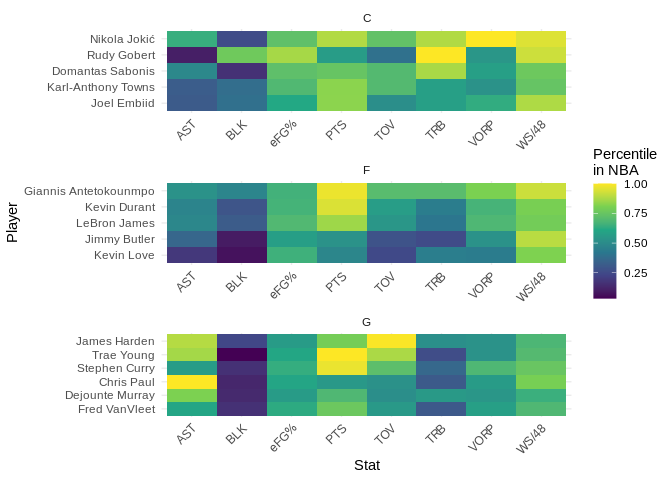 C
Nikola Jokić
Rudy Gobert
Domantas Sabonis
Karl-Anthony Towns
Joel Embiid
AST BLK eFG% PTS TOV TRB VORP WS/48
F
Giannis Antetokounmpo
Kevin Durant
LeBron James
Jimmy Butler
Kevin Love
AST BLK eFG% PTS TOV TRB VORP WS/48
G
James Harden
Trae Young
Stephen Curry
Chris Paul
Dejounte Murray
Fred VanVleet
AST BLK eFG% PTS TOV TRB VORP WS/48
Stat
Player
Percentile
in NBA
1.00
0.75
0.50
0.25